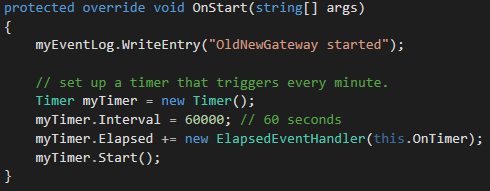 protected override void OnStart(string[] args)
{
    myEventLog.WriteEntry("OldNewGateway started");

    // set up a timer that triggers every minute.
    Timer myTimer = new Timer();
    myTimer.Interval = 60000; // 60 seconds
    myTimer.Elapsed += new ElapsedEventHandler(this.OnTimer);
    myTimer.Start();
}